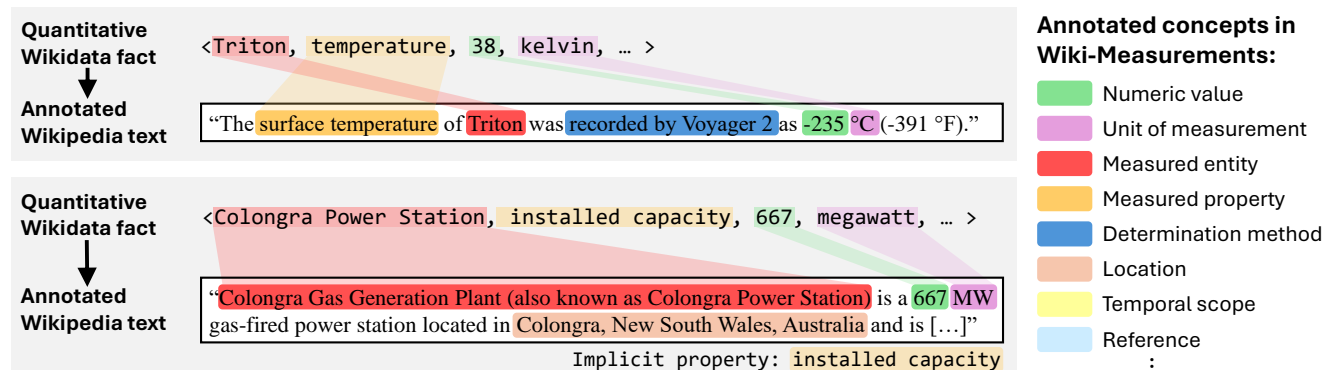 Quantitative
Wikidata fact
<Triton, temperature, 38, kelvin, … >
Annotated
Wikipedia text
“The surface temperature of Triton was recorded by Voyager 2 as -235 °C (-391 °F).”
Quantitative
Wikidata fact
<Colongra Power Station, installed capacity, 667, megawatt, … >
Annotated
Wikipedia text
“Colongra Gas Generation Plant (also known as Colongra Power Station) is a 667 MW
gas-fired power station located in Colongra, New South Wales, Australia and is […]”
Implicit property: installed capacity
Annotated concepts in
Wiki-Measurements:
Numeric value
Unit of measurement
Measured entity
Measured property
Determination method
Location
Temporal scope
Reference
: